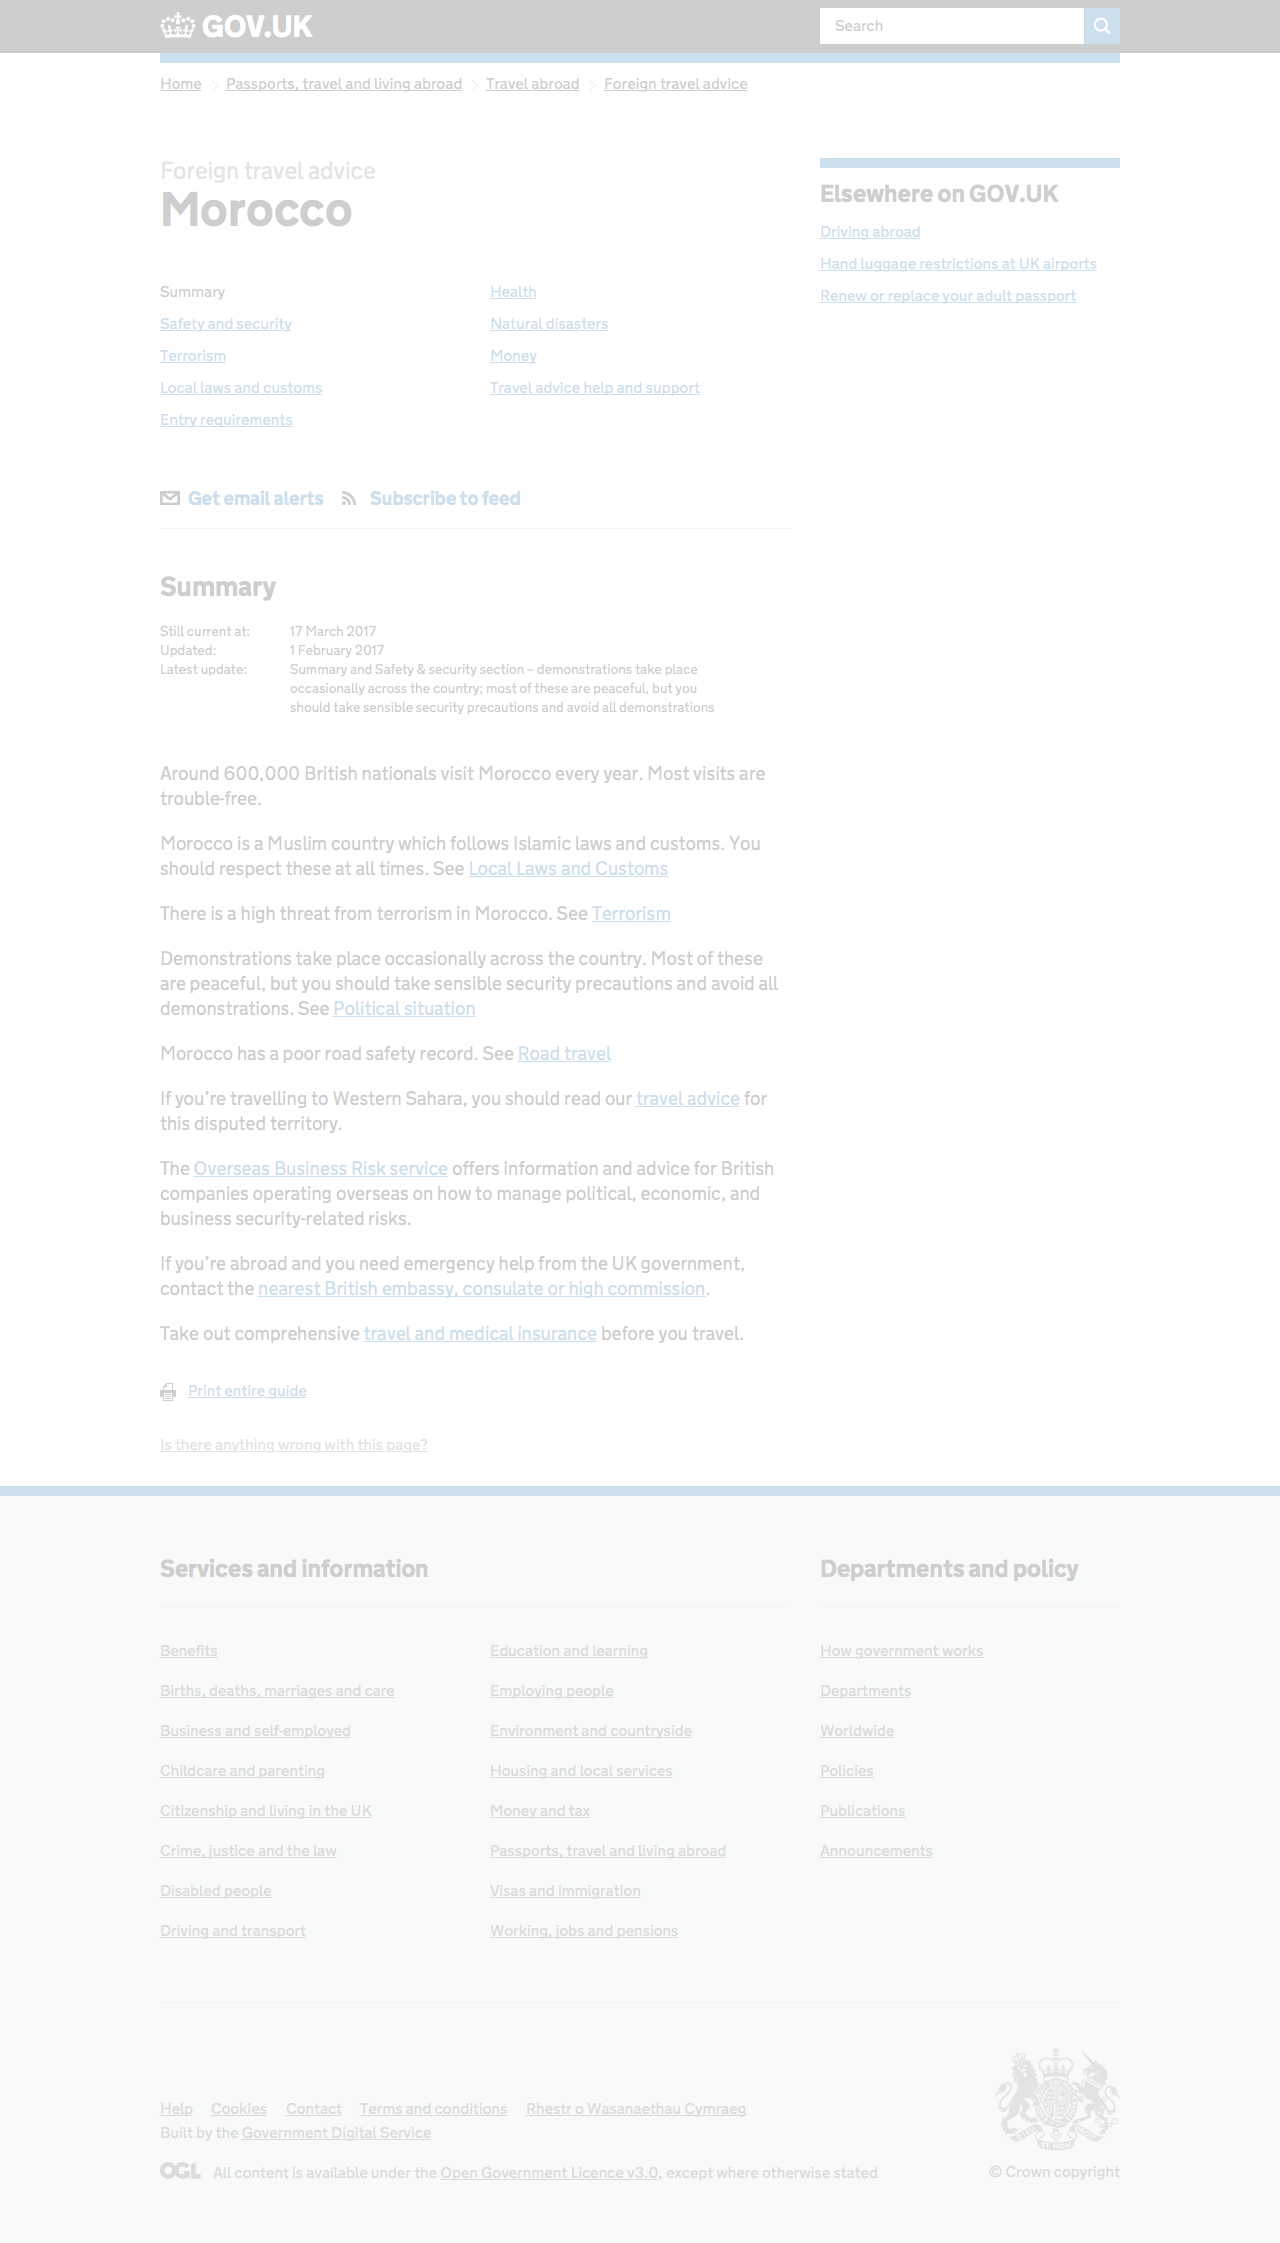 GOV.UK
Search
Home
Passports, travel and living abroad
Travel abroad
Foreign travel advice
Foreign travel advice
Morocco
Summary
Safety and security
Terrorism
Local laws and customs
Entry requirements
Health
Natural disasters
Money
Travel advice help and support
Elsewhere on GOV.UK
Driving abroad
Hand luggage restrictions at UK airports
Renew or replace your adult passport
Get email alerts
Subscribe to feed
Summary
Still current at: 17 March 2017
Updated: 1 February 2017
Latest update: Summary and Safety & security section – demonstrations take place
occasionally across the country; most of these are peaceful, but you
should take sensible security precautions and avoid all demonstrations
Around 600,000 British nationals visit Morocco every year. Most visits are
trouble-free.
Morocco is a Muslim country which follows Islamic laws and customs. You
should respect these at all times. See Local Laws and Customs
There is a high threat from terrorism in Morocco. See Terrorism
Demonstrations take place occasionally across the country. Most of these
are peaceful, but you should take sensible security precautions and avoid all
demonstrations. See Political situation
Morocco has a poor road safety record. See Road travel
If you’re travelling to Western Sahara, you should read our travel advice for
this disputed territory.
The Overseas Business Risk service offers information and advice for British
companies operating overseas on how to manage political, economic, and
business security-related risks.
If you’re abroad and you need emergency help from the UK government,
contact the nearest British embassy, consulate or high commission.
Take out comprehensive travel and medical insurance before you travel.
Print entire guide
Is there anything wrong with this page?
Services and information
Benefits
Births, deaths, marriages and care
Business and self-employed
Childcare and parenting
Citizenship and living in the UK
Crime, justice and the law
Disabled people
Driving and transport
Education and learning
Employing people
Environment and countryside
Housing and local services
Money and tax
Passports, travel and living abroad
Visas and immigration
Working, jobs and pensions
Departments and policy
How government works
Departments
Worldwide
Policies
Publications
Announcements
Help
Cookies
Contact
Terms and conditions
Rhestr o Wasanaethau Cymraeg
Built by the Government Digital Service
OGL
All content is available under the Open Government Licence v3.0, except where otherwise stated
© Crown copyright